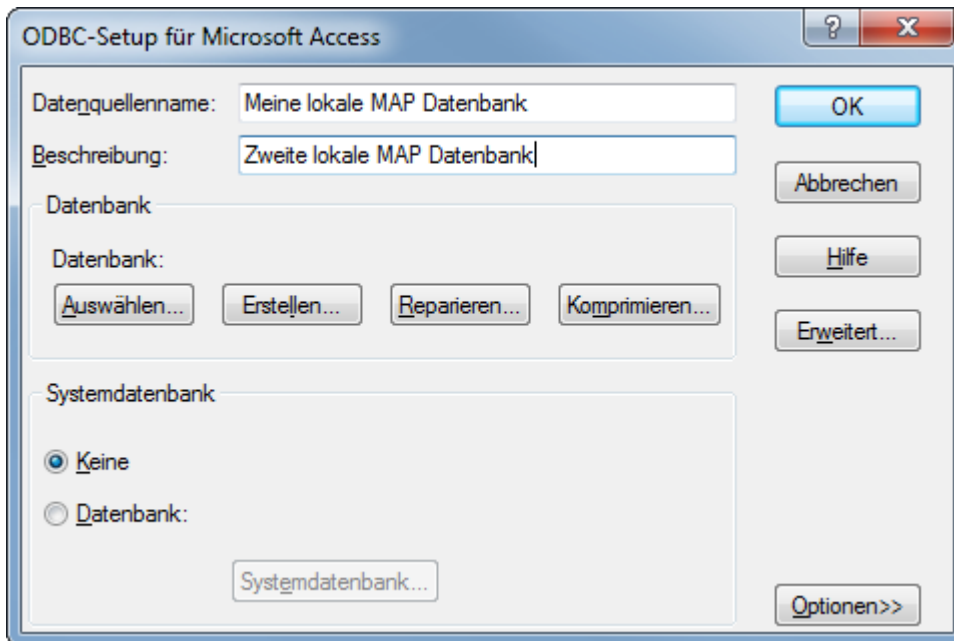 ODBC-Setup für Microsoft Access
Datenquellenname: Meine lokale MAP Datenbank
OK
Beschreibung: Zweite lokale MAP Datenbank
Abbrechen
Datenbank
Datenbank:
Hilfe
Auswählen... Erstellen... Reparieren... Komprimieren...
Erweitert...
Systemdatenbank
Keine
Datenbank:
Systemdatenbank...
Optionen>>